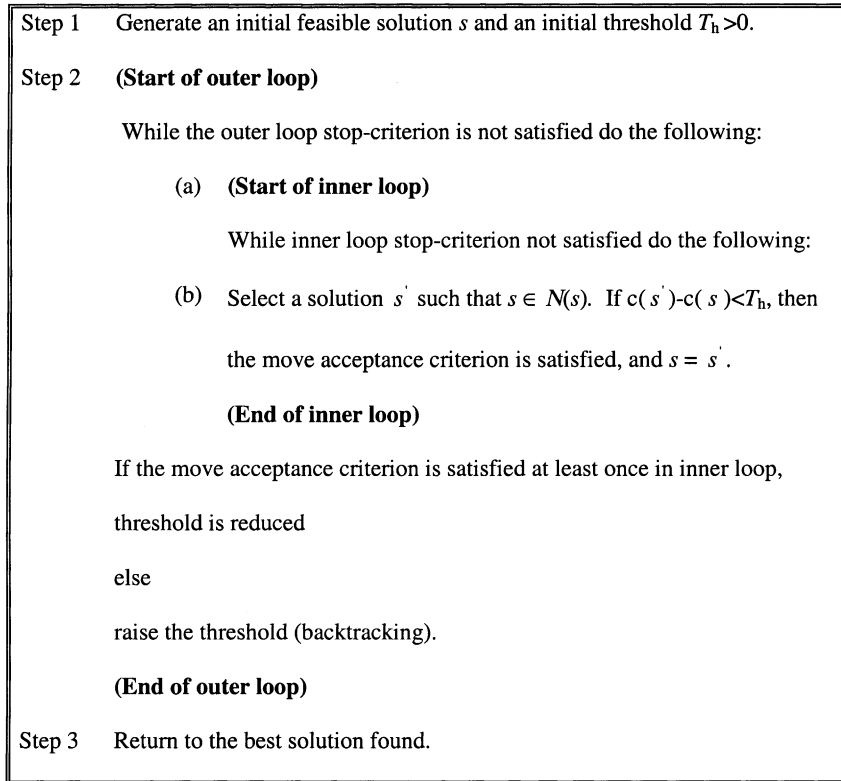 Step 1 Generate an initial feasible solution s and an initial threshold Th>0.
Step 2 (Start of outer loop)
While the outer loop stop-criterion is not satisfied do the following:
(a) (Start of inner loop)
While inner loop stop-criterion not satisfied do the following:
(b) Select a solution s' such that s ∈ N(s). If c( s' )-c( s )<Th, then
the move acceptance criterion is satisfied, and s = s' .
(End of inner loop)
If the move acceptance criterion is satisfied at least once in inner loop,
threshold is reduced
else
raise the threshold (backtracking).
(End of outer loop)
Step 3 Return to the best solution found.